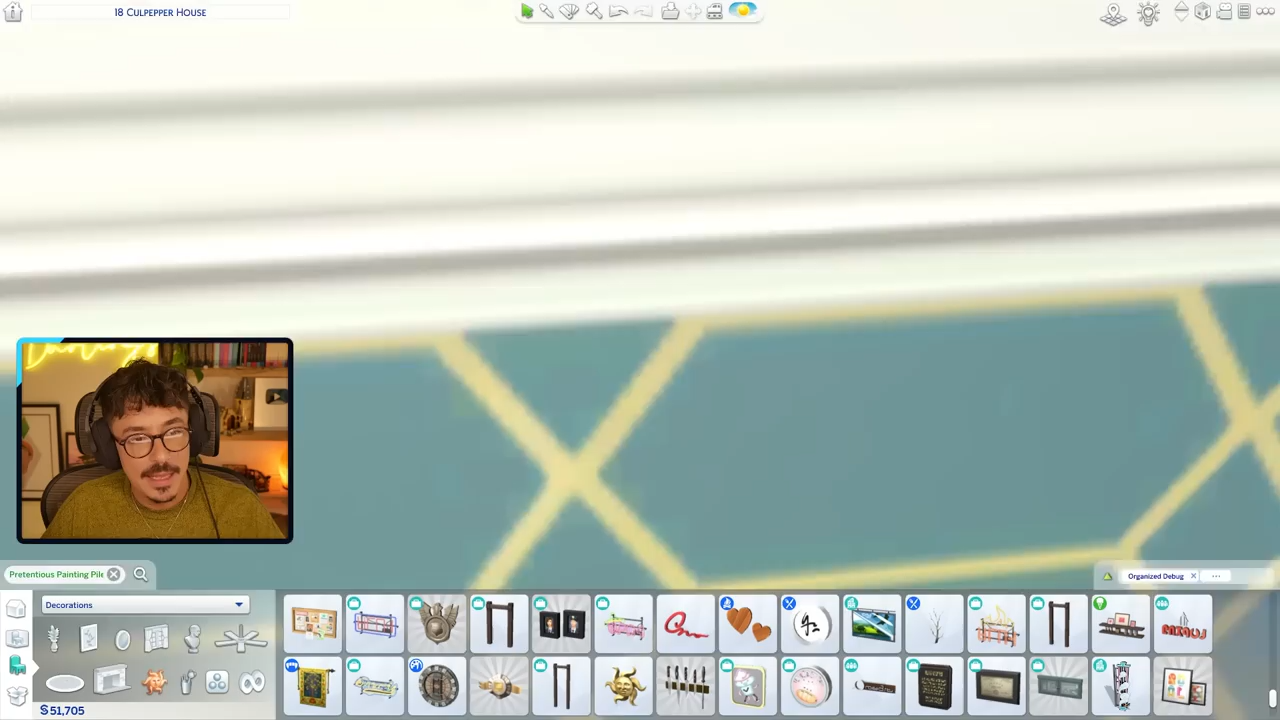 18 Culpepper House
Pretentious Painting Pile
Organized Debug
Decorations
§51,705